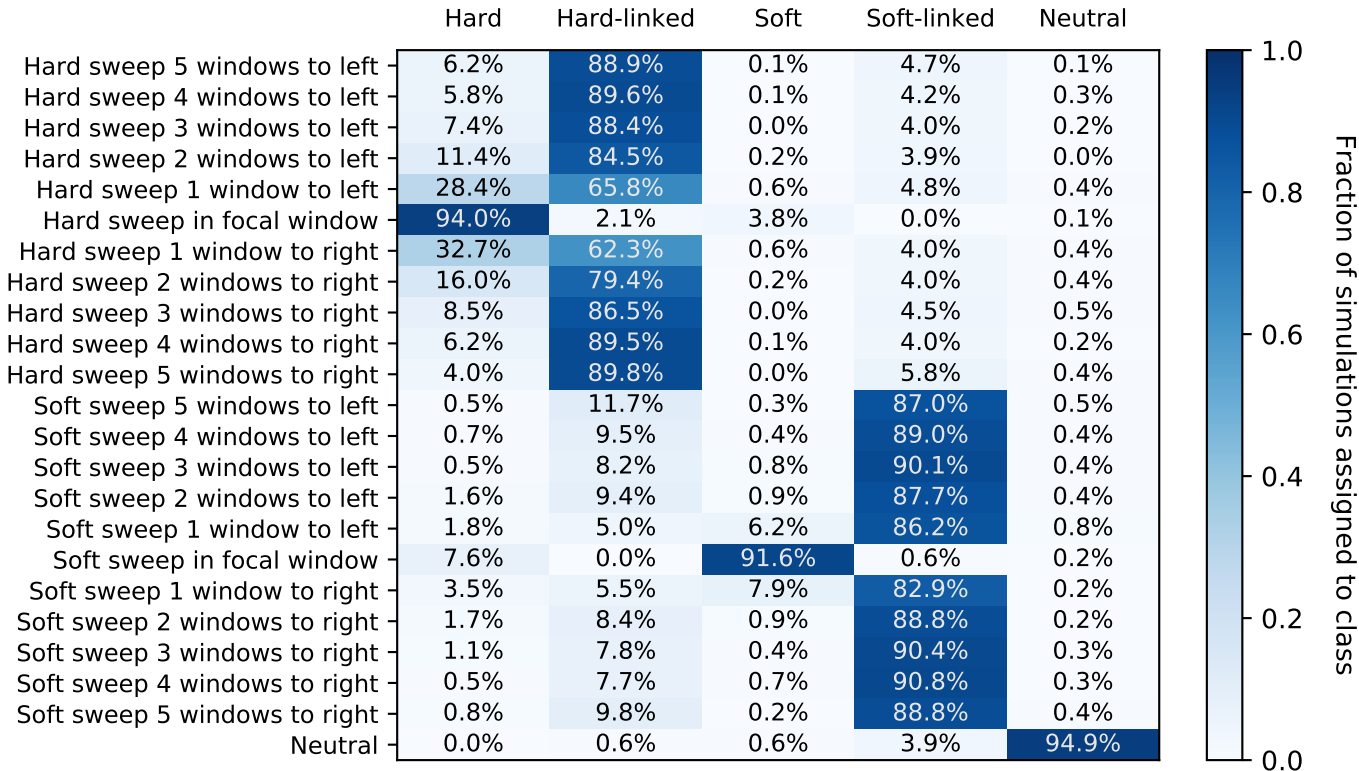 Hard Hard-linked Soft Soft-linked Neutral
Hard sweep 5 windows to left 6.2% 88.9% 0.1% 4.7% 0.1%
Hard sweep 4 windows to left 5.8% 89.6% 0.1% 4.2% 0.3%
Hard sweep 3 windows to left 7.4% 88.4% 0.0% 4.0% 0.2%
Hard sweep 2 windows to left 11.4% 84.5% 0.2% 3.9% 0.0%
Hard sweep 1 window to left 28.4% 65.8% 0.6% 4.8% 0.4%
Hard sweep in focal window 94.0% 2.1% 3.8% 0.0% 0.1%
Hard sweep 1 window to right 32.7% 62.3% 0.6% 4.0% 0.4%
Hard sweep 2 windows to right 16.0% 79.4% 0.2% 4.0% 0.4%
Hard sweep 3 windows to right 8.5% 86.5% 0.0% 4.5% 0.5%
Hard sweep 4 windows to right 6.2% 89.5% 0.1% 4.0% 0.2%
Hard sweep 5 windows to right 4.0% 89.8% 0.0% 5.8% 0.4%
Soft sweep 5 windows to left 0.5% 11.7% 0.3% 87.0% 0.5%
Soft sweep 4 windows to left 0.7% 9.5% 0.4% 89.0% 0.4%
Soft sweep 3 windows to left 0.5% 8.2% 0.8% 90.1% 0.4%
Soft sweep 2 windows to left 1.6% 9.4% 0.9% 87.7% 0.4%
Soft sweep 1 window to left 1.8% 5.0% 6.2% 86.2% 0.8%
Soft sweep in focal window 7.6% 0.0% 91.6% 0.6% 0.2%
Soft sweep 1 window to right 3.5% 5.5% 7.9% 82.9% 0.2%
Soft sweep 2 windows to right 1.7% 8.4% 0.9% 88.8% 0.2%
Soft sweep 3 windows to right 1.1% 7.8% 0.4% 90.4% 0.3%
Soft sweep 4 windows to right 0.5% 7.7% 0.7% 90.8% 0.3%
Soft sweep 5 windows to right 0.8% 9.8% 0.2% 88.8% 0.4%
Neutral 0.0% 0.6% 0.6% 3.9% 94.9%
1.0
0.8
0.6
0.4
0.2
0.0
Fraction of simulations assigned to class